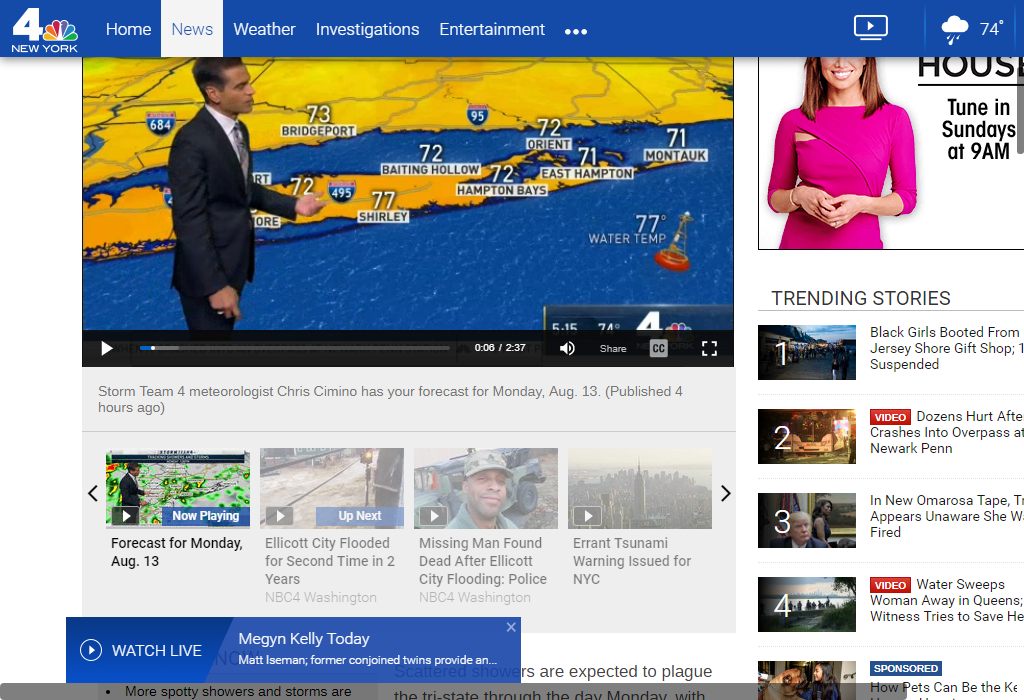 4
NEW YORK
Home
News
Weather
Investigations
Entertainment
74°
684
73
BRIDGEPORT
95
72
ORIENT
71
MONTAUK
72
BAITING HOLLOW
71
EAST HAMPTON
72
HAMPTON BAYS
72
495
77
SHIRLEY
77°
WATER TEMP
5:15
74°
4
0:06 / 2:37
Share
CC
HOUSE
Tune in
Sundays
at 9AM
Storm Team 4 meteorologist Chris Cimino has your forecast for Monday, Aug. 13. (Published 4
hours ago)
TRACKING SHOWERS AND STORMS
Now Playing
Forecast for Monday,
Aug. 13
Up Next
Ellicott City Flooded
for Second Time in 2
Years
NBC4 Washington
Missing Man Found
Dead After Ellicott
City Flooding: Police
NBC4 Washington
Errant Tsunami
Warning Issued for
NYC
TRENDING STORIES
1
Black Girls Booted From
Jersey Shore Gift Shop; 1
Suspended
2
VIDEO Dozens Hurt After
Crashes Into Overpass at
Newark Penn
3
In New Omarosa Tape, Tr
Appears Unaware She Wa
Fired
4
VIDEO Water Sweeps
Woman Away in Queens;
Witness Tries to Save He
SPONSORED
How Pets Can Be the Ke
WATCH LIVE
Megyn Kelly Today
Matt Iseman; former conjoined twins provide an...
NOW
More spotty showers and storms are
Scattered showers are expected to plague
the tri-state through the day Monday, with